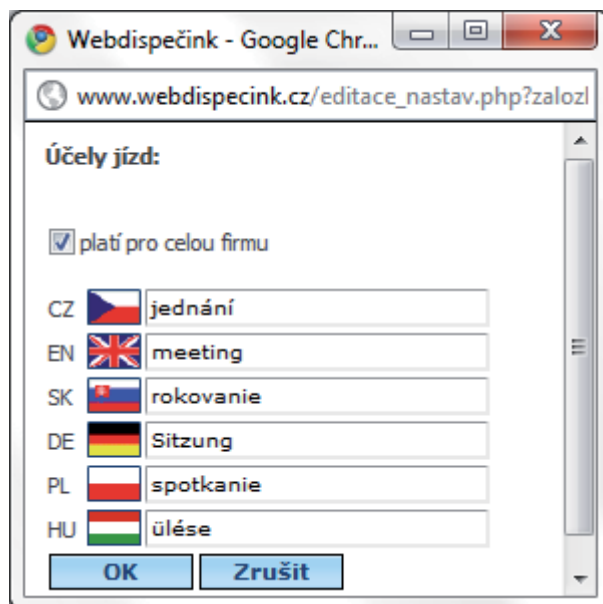 Webdispečink - Google Chr...
www.webdispecink.cz/editace_nastav.php?zalozl
Účely jízd:
platí pro celou firmu
CZ jednání
EN meeting
SK rokovanie
DE Sitzung
PL spotkanie
HU ülése
OK Zrušit